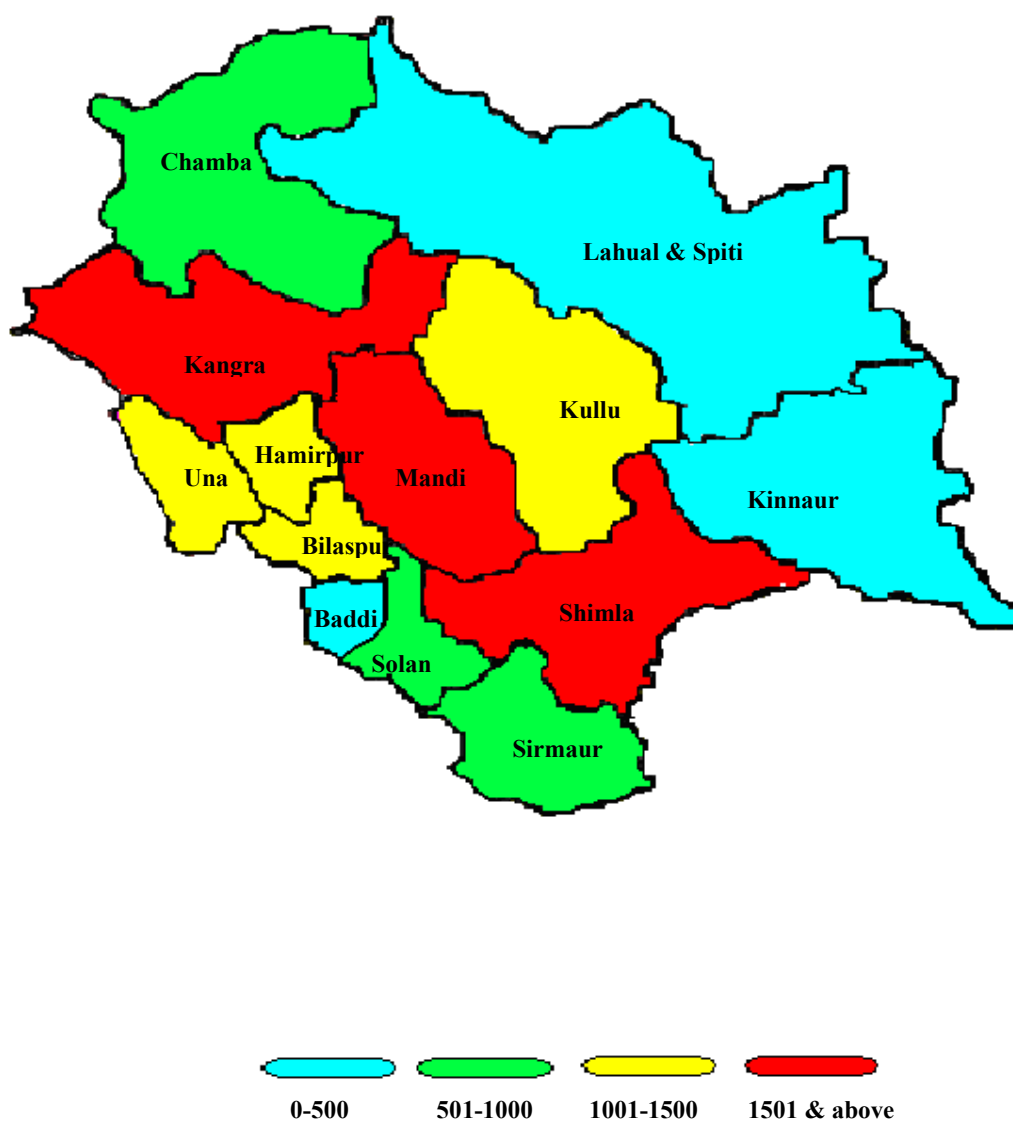 Chamba
Lahual & Spiti
Kangra
Kullu
Hamirpur
Una
Mandi
Kinnaur
Bilaspu
Baddi
Shimla
Solan
Sirmaur
0-500 501-1000 1001-1500 1501 & above